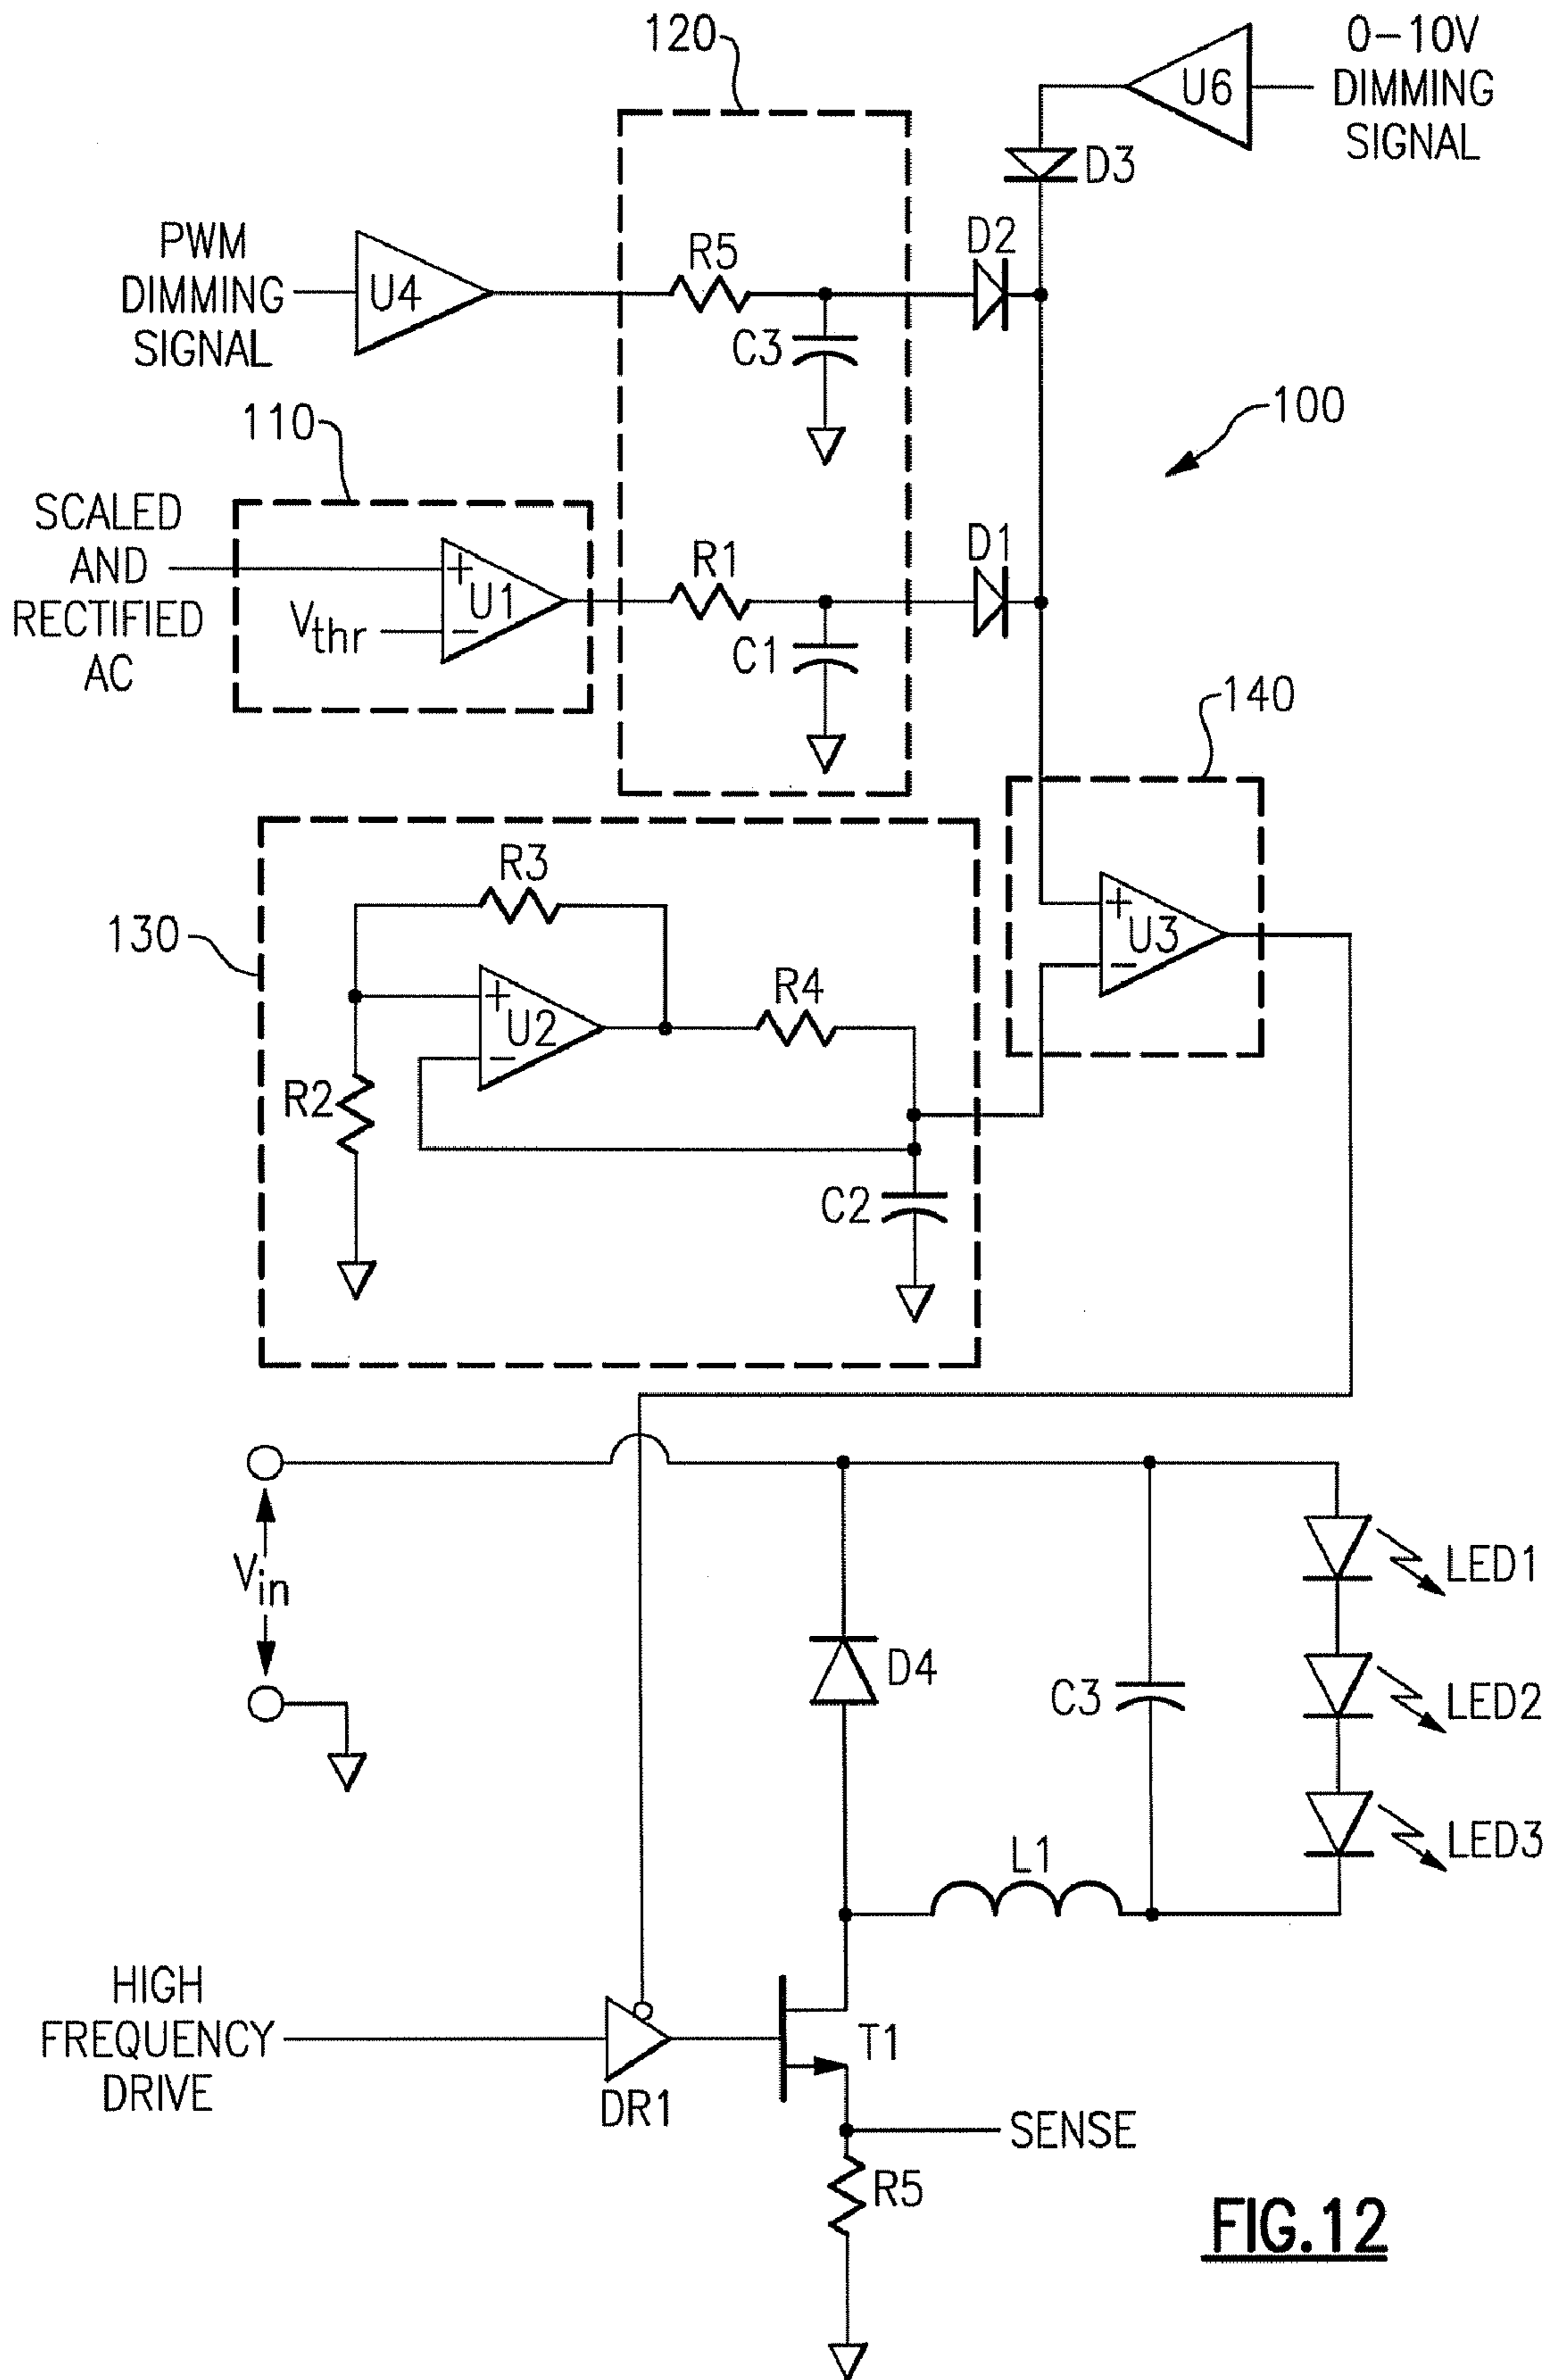 120
0-10V
DIMMING
SIGNAL
U6
D3
PWM
DIMMING
SIGNAL
U4
R5
D2
C3
100
110
SCALED
AND
RECTIFIED
AC
+
U1
Vthr
-
R1
D1
C1
140
130
R3
+
U3
-
+
U2
-
R4
R2
C2
Vin
LED1
D4
C3
LED2
L1
LED3
HIGH
FREQUENCY
DRIVE
DR1
T1
SENSE
R5
FIG.12